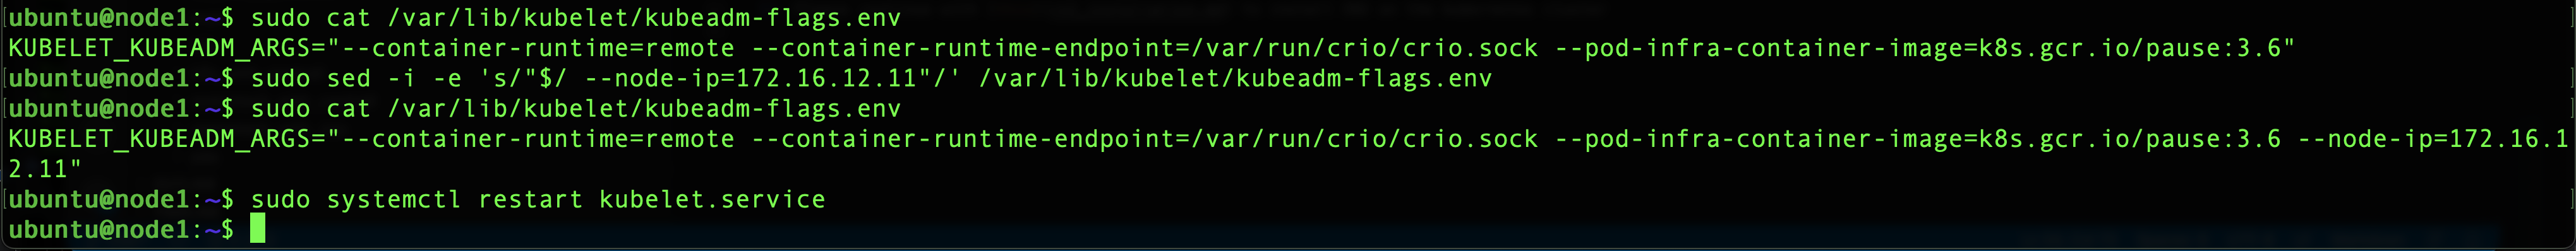 ubuntu@node1:~$ sudo cat /var/lib/kubelet/kubeadm-flags.env
KUBELET_KUBEADM_ARGS="--container-runtime=remote --container-runtime-endpoint=/var/run/crio/crio.sock --pod-infra-container-image=k8s.gcr.io/pause:3.6"
ubuntu@node1:~$ sudo sed -i -e 's/"$/ --node-ip=172.16.12.11"/' /var/lib/kubelet/kubeadm-flags.env
ubuntu@node1:~$ sudo cat /var/lib/kubelet/kubeadm-flags.env
KUBELET_KUBEADM_ARGS="--container-runtime=remote --container-runtime-endpoint=/var/run/crio/crio.sock --pod-infra-container-image=k8s.gcr.io/pause:3.6 --node-ip=172.16.1
2.11"
ubuntu@node1:~$ sudo systemctl restart kubelet.service
ubuntu@node1:~$